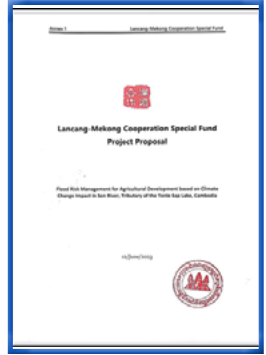 Annex 1 Lancang-Mekong Cooperation Special Fund
Lancang-Mekong Cooperation Special Fund
Project Proposal
Flood Risk Management for Agricultural Development based on Climate
Change Impact in Sen River, Tributary of the Tonle Sap Lake, Cambodia